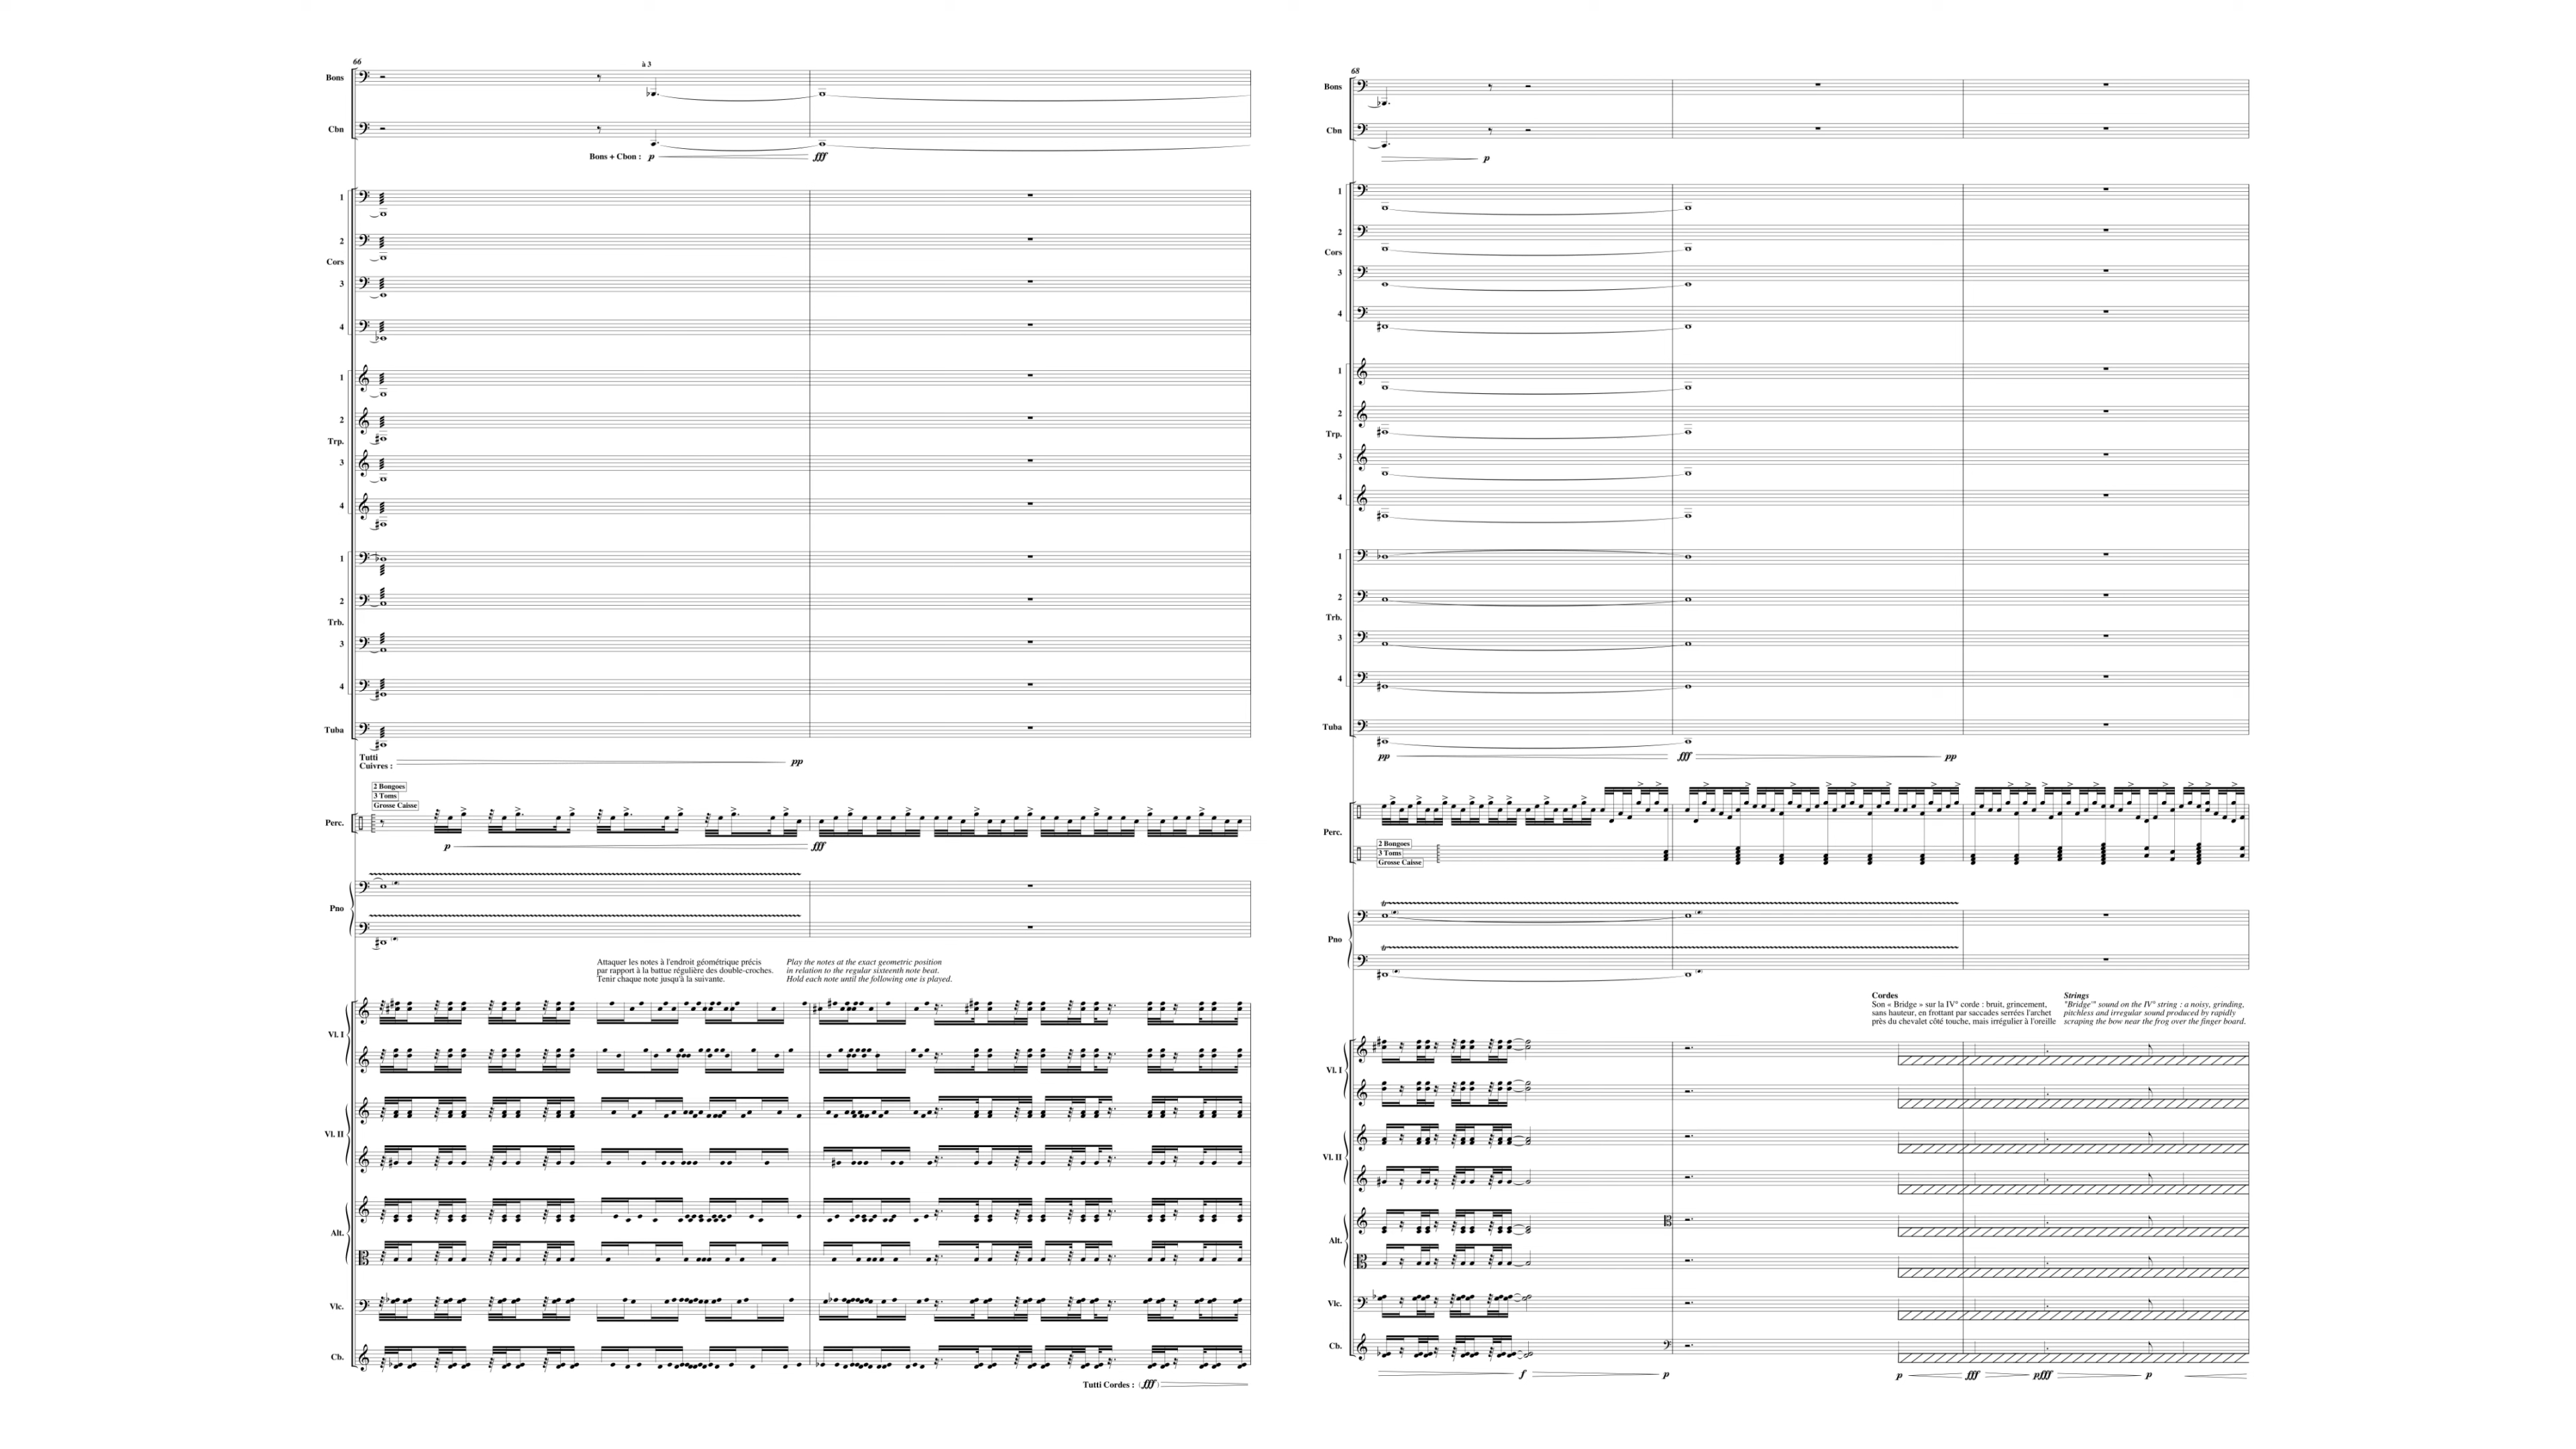 66
à 3
Bons
Cbn
Bons + Cbon : p fff
1
2
Cors
3
4
1
2
Trp.
3
4
1
2
Trb.
3
4
Tuba
Tutti
Cuivres :
pp
2 Bongoes
3 Toms
Grosse Caisse
Perc.
p fff
Pno
Attaquer les notes à l'endroit géométrique précis
par rapport à la battue régulière des double-croches.
Tenir chaque note jusqu'à la suivante.
Play the notes at the exact geometric position
in relation to the regular sixteenth note beat.
Hold each note until the following one is played.
Vl. I
Vl. II
Alt.
Vlc.
Cb.
Tutti Cordes : (fff)
68
Bons
Cbn
p
1
2
Cors
3
4
1
2
Trp.
3
4
1
2
Trb.
3
4
Tuba
pp fff pp
Perc.
2 Bongoes
3 Toms
Grosse Caisse
Pno
Cordes
Son « Bridge » sur la IV° corde : bruit, grincement,
sans hauteur, en frottant par saccades serrées l'archet
près du chevalet côté touche, mais irrégulier à l'oreille
Strings
"Bridge'" sound on the IV° string : a noisy, grinding,
pitchless and irregular sound produced by rapidly
scraping the bow near the frog over the finger board.
Vl. I
Vl. II
Alt.
Vlc.
Cb.
f p p fff pfff p